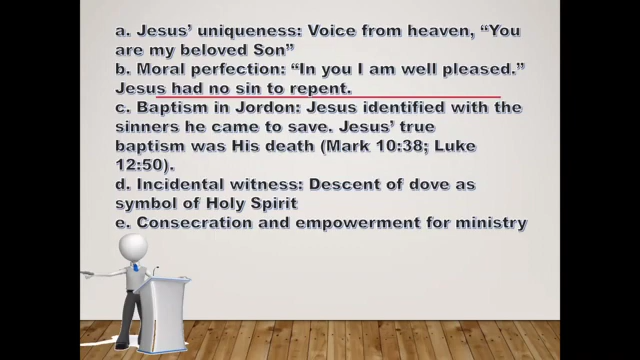 a. Jesus' uniqueness: Voice from heaven, “You
are my beloved Son”
b. Moral perfection: “In you I am well pleased.”
Jesus had no sin to repent.
c. Baptism in Jordon: Jesus identified with the
sinners he came to save. Jesus' true
baptism was His death (Mark 10:38; Luke
12:50).
d. Incidental witness: Descent of dove as
symbol of Holy Spirit
e. Consecration and empowerment for ministry